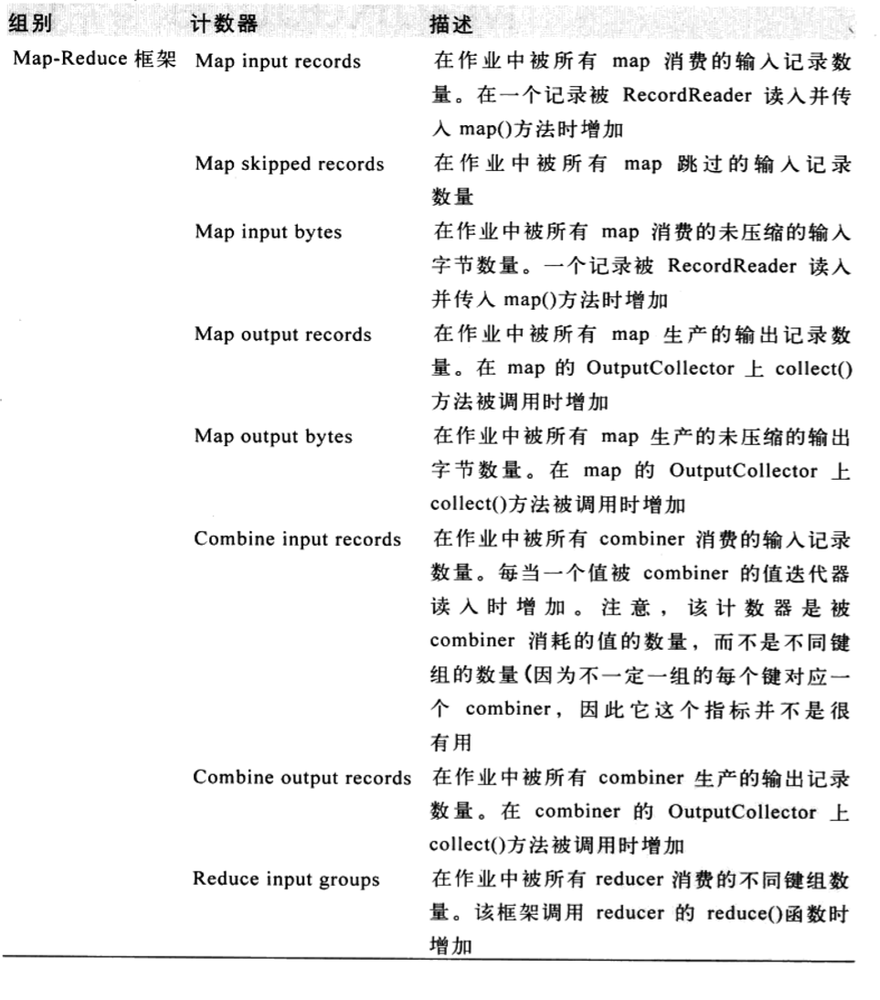 组别 计数器 描述
Map-Reduce 框架 Map input records 在作业中被所有 map 消费的输入记录数
量。在一个记录被 RecordReader 读入并传
入 map()方法时增加
Map skipped records 在作业中被所有 map 跳过的输入记录
数量
Map input bytes 在作业中被所有 map 消费的未压缩的输入
字节数量。一个记录被 RecordReader 读入
并传入 map()方法时增加
Map output records 在作业中被所有 map 生产的输出记录数
量。在 map 的 OutputCollector 上 collect()
方法被调用时增加
Map output bytes 在作业中被所有 map 生产的未压缩的输出
字节数量。在 map 的 OutputCollector 上
collect()方法被调用时增加
Combine input records 在作业中被所有 combiner 消费的输入记录
数量。每当一个值被 combiner 的值迭代器
读入时增加。注意，该计数器是被
combiner 消耗的值的数量，而不是不同键
组的数量(因为不一定一组的每个键对应一
个 combiner，因此它这个指标并不是很
有用
Combine output records 在作业中被所有 combiner 生产的输出记录
数量。在 combiner 的 OutputCollector 上
collect()方法被调用时增加
Reduce input groups 在作业中被所有 reducer 消费的不同键组数
量。该框架调用 reducer 的 reduce()函数时
增加